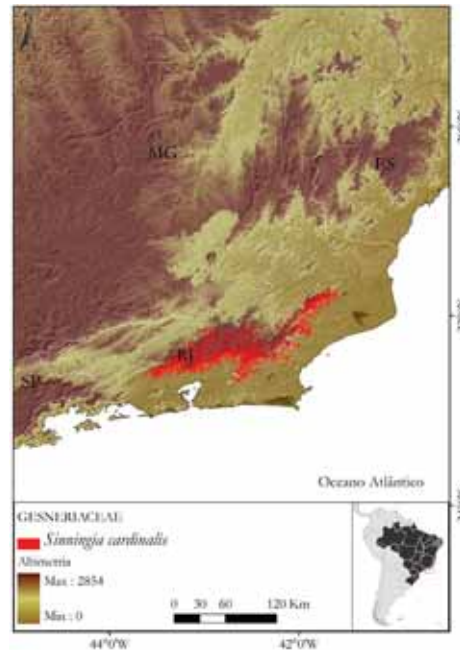 MG
ES
RJ
SP
Oceano Atlântico
GESNERIACEAE
Sinningia cardinalis
Altimetria
Max : 2854
Min : 0
0 30 60 120 Km
44°0'W 42°0'W